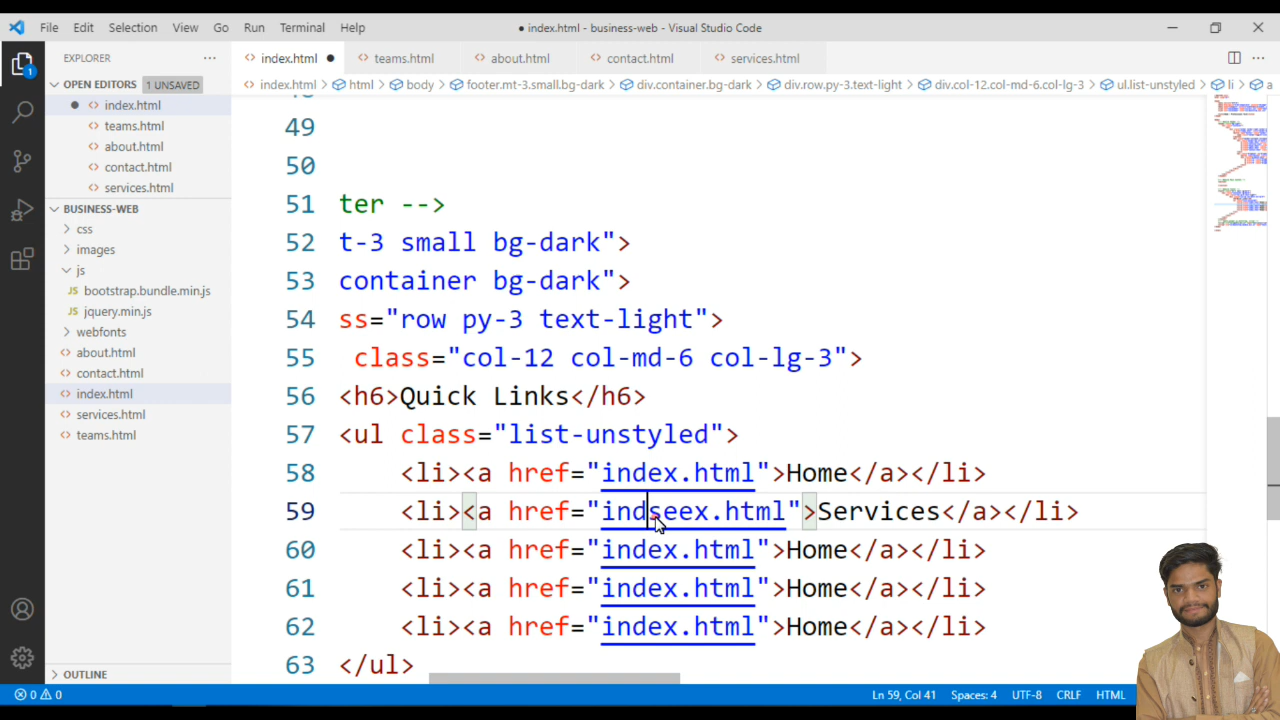 File Edit Selection View Go Run Terminal Help ● index.html - business-web - Visual Studio Code
EXPLORER ···
<> index.html ● <> teams.html <> about.html <> contact.html <> services.html
OPEN EDITORS 1 UNSAVED
● <> index.html
<> teams.html
<> about.html
<> contact.html
<> services.html
BUSINESS-WEB
> css
> images
js
JS bootstrap.bundle.min.js
JS jquery.min.js
> webfonts
<> about.html
<> contact.html
<> index.html
<> services.html
<> teams.html
> OUTLINE
1
<> index.html > html > body > footer.mt-3.small.bg-dark > div.container.bg-dark > div.row.py-3.text-light > div.col-12.col-md-6.col-lg-3 > ul.list-unstyled > li > a
49
50
51 ter -->
52 t-3 small bg-dark">
53 container bg-dark">
54 ss="row py-3 text-light">
55 class="col-12 col-md-6 col-lg-3">
56 <h6>Quick Links</h6>
57 <ul class="list-unstyled">
58 <li><a href="index.html">Home</a></li>
59 <li><a href="indseex.html">Services</a></li>
60 <li><a href="index.html">Home</a></li>
61 <li><a href="index.html">Home</a></li>
62 <li><a href="index.html">Home</a></li>
63 </ul>
0 0 Ln 59, Col 41 Spaces: 4 UTF-8 CRLF HTML